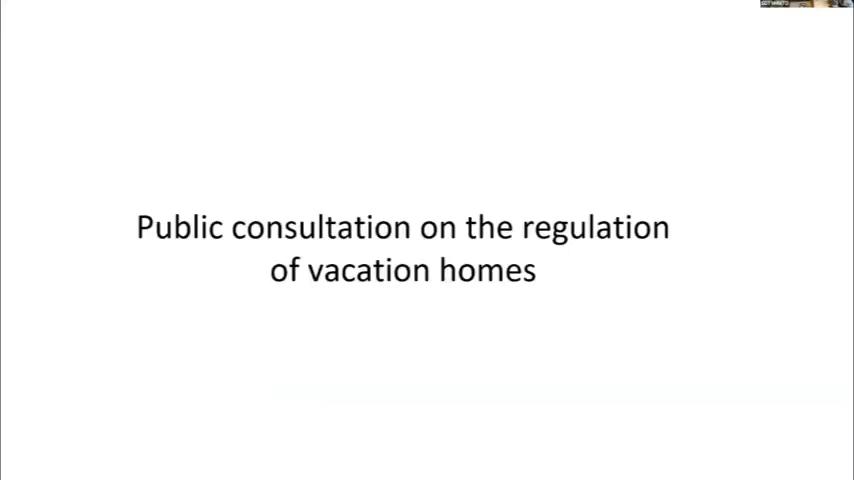 Public consultation on the regulation
of vacation homes